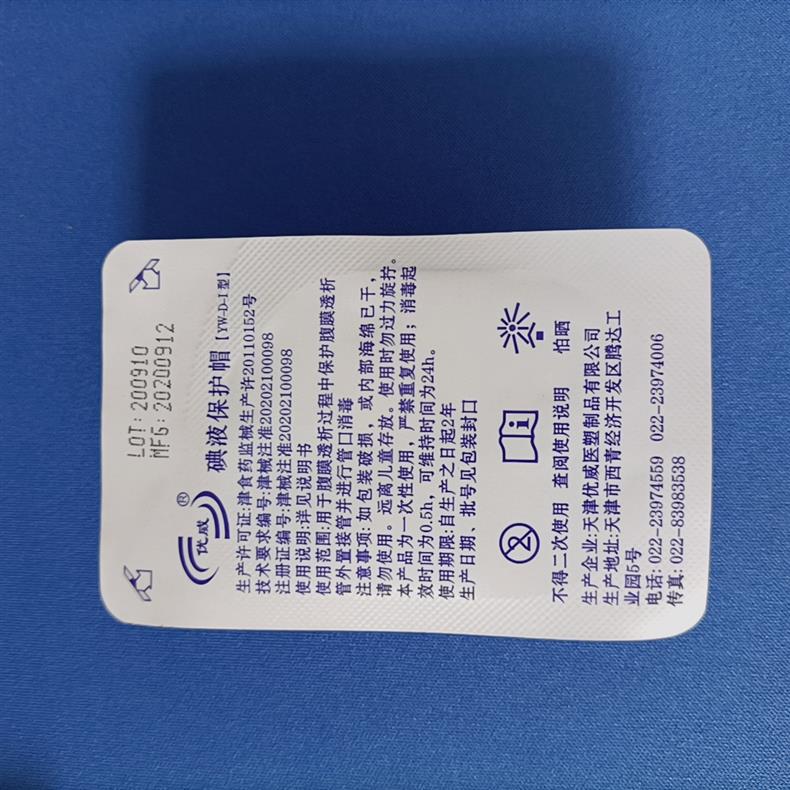 LOT: 200910
MFG: 20200912
优威®
碘液保护帽【YW-D-I型】
生产许可证:津食药监械生产许20110152号
技术要求编号:津械注准20202100098
注册证编号:津械注准20202100098
使用说明:详见说明书
使用范围:用于腹膜透析过程中保护腹膜透析
管外置接管并进行管口消毒
注意事项:如包装破损，或内部海绵已干，
请勿使用。远离儿童存放。使用时勿过力旋拧。
本产品为一次性使用，严禁重复使用；消毒起
效时间为0.5h，可维持时间为24h。
使用期限:自生产之日起2年
生产日期、批号见包装封口
2
不得二次使用 查阅使用说明 怕晒
生产企业:天津优威医塑制品有限公司
生产地址:天津市西青经济开发区腾达工
业园5号
电话: 022-23974559 022-23974006
传真: 022-83983538